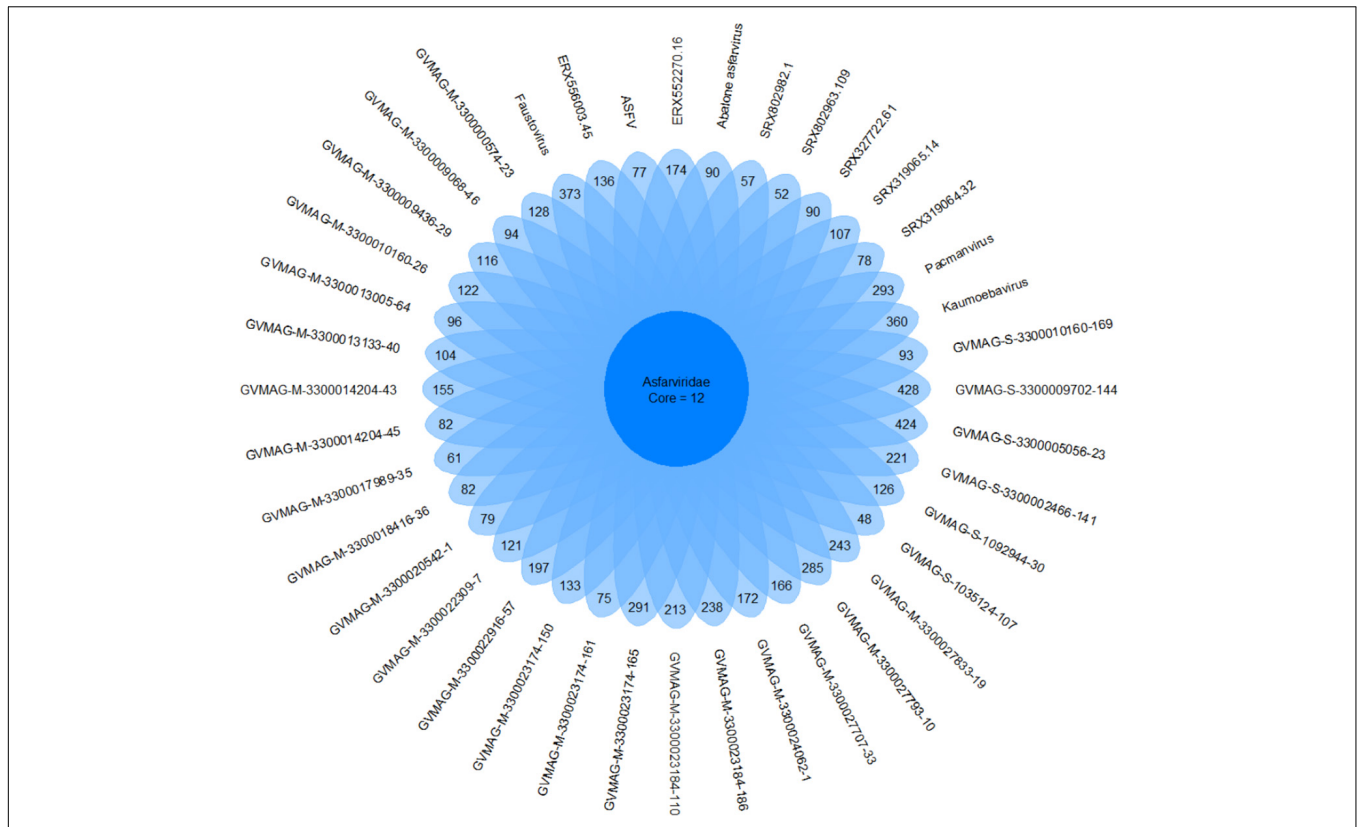 ERX552270.16
Abatone asfarvirus
SRX802982.1
SRX802963.109
SRX327722.61
SRX319065.14
SRX319064.32
Pacmanvirus
Kaumoebavirus
GVMAG-S-3300010160-169
GVMAG-S-3300009702-144
GVMAG-S-3300005056-23
GVMAG-S-3300002466-141
GVMAG-S-1092944-30
GVMAG-S-1035124-107
GVMAG-M-3300027833-19
GVMAG-M-3300027793-10
GVMAG-M-3300027707-33
GVMAG-M-3300024062-1
GVMAG-M-3300023184-186
GVMAG-M-3300023184-110
GVMAG-M-3300023174-165
GVMAG-M-3300023174-161
GVMAG-M-3300023174-150
GVMAG-M-3300022916-57
GVMAG-M-3300022309-7
GVMAG-M-3300020542-1
GVMAG-M-3300018416-36
GVMAG-M-3300017989-35
GVMAG-M-3300014204-45
GVMAG-M-3300014204-43
GVMAG-M-3300013133-40
GVMAG-M-3300013005-64
GVMAG-M-3300010160-26
GVMAG-M-3300009436-29
GVMAG-M-3300009068-46
GVMAG-M-3300000574-23
Faustovirus
ERX556003.45
ASFV
174
90
57
52
90
107
78
293
360
93
428
424
221
126
48
243
285
166
172
238
213
291
75
133
197
121
79
82
61
82
155
104
96
122
116
94
128
373
136
77
Asfarviridae
Core = 12